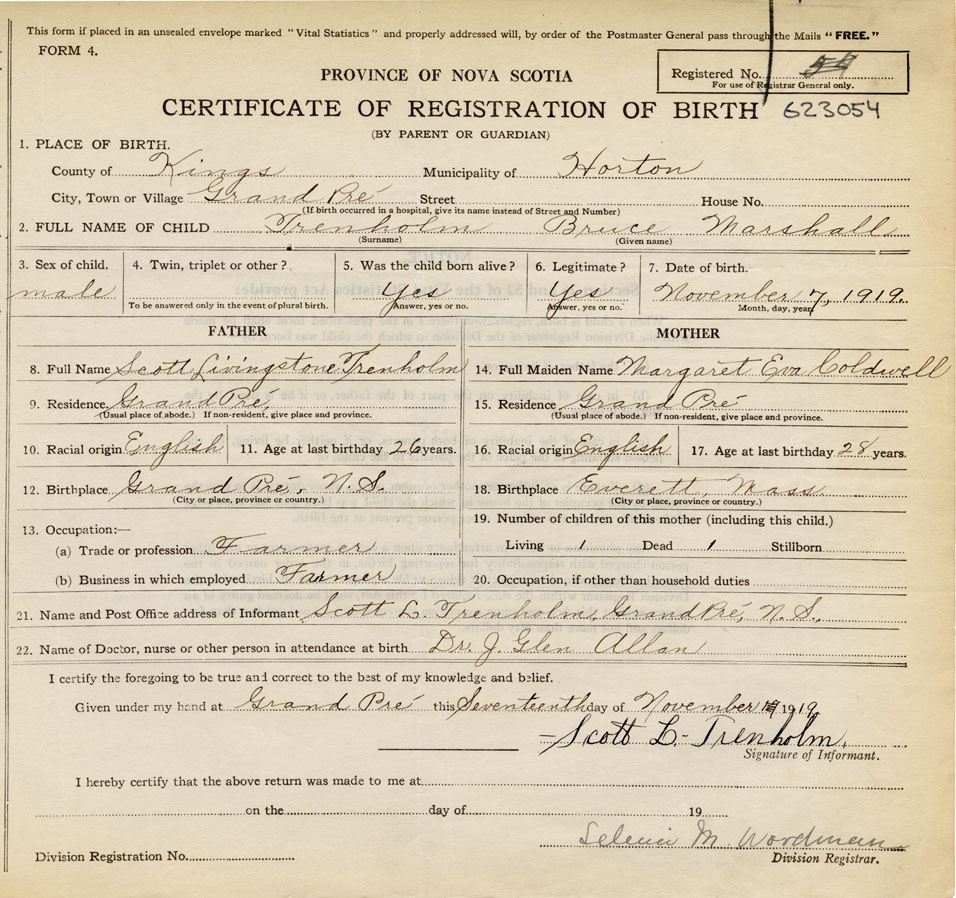 This form if placed in an unsealed envelope marked "Vital Statistics" and properly addressed will, by order of the Postmaster General pass through the Mails "FREE."
FORM 4.
PROVINCE OF NOVA SCOTIA
Registered No. 54
For use of Registrar General only.
CERTIFICATE OF REGISTRATION OF BIRTH 623054
(BY PARENT OR GUARDIAN)
1. PLACE OF BIRTH.
County of Kings Municipality of Horton
City, Town or Village Grand Pré Street House No.
(If birth occurred in a hospital, give its name instead of Street and Number)
2. FULL NAME OF CHILD Trenholm Bruce Marshall
(Surname) (Given name)
3. Sex of child. 4. Twin, triplet or other? 5. Was the child born alive? 6. Legitimate? 7. Date of birth.
male Yes Yes November 7, 1919.
To be answered only in the event of plural birth. Answer, yes or no. Answer, yes or no. Month, day, year
FATHER MOTHER
8. Full Name Scott Livingstone Trenholm 14. Full Maiden Name Margaret Eva Coldwell
9. Residence Grand Pré, 15. Residence Grand Pré
(Usual place of abode.) If non-resident, give place and province. (Usual place of abode.) If non-resident, give place and province.
10. Racial origin English 11. Age at last birthday 26 years. 16. Racial origin English 17. Age at last birthday 28 years.
12. Birthplace Grand Pré, N.S. 18. Birthplace Everett, Mass.
(City or place, province or country.) (City or place, province or country.)
13. Occupation:— 19. Number of children of this mother (including this child.)
(a) Trade or profession Farmer Living 1 Dead 1 Stillborn
(b) Business in which employed Farmer 20. Occupation, if other than household duties
21. Name and Post Office address of Informant Scott L. Trenholm, Grand Pré, N.S.,
22. Name of Doctor, nurse or other person in attendance at birth Dr. J. Glen Allan
I certify the foregoing to be true and correct to the best of my knowledge and belief.
Given under my hand at Grand Pré this Seventeenth day of November 1919,
Scott L. Trenholm,
Signature of Informant.
I hereby certify that the above return was made to me at
on the day of 19
M. Wordman
Division Registration No. Division Registrar.